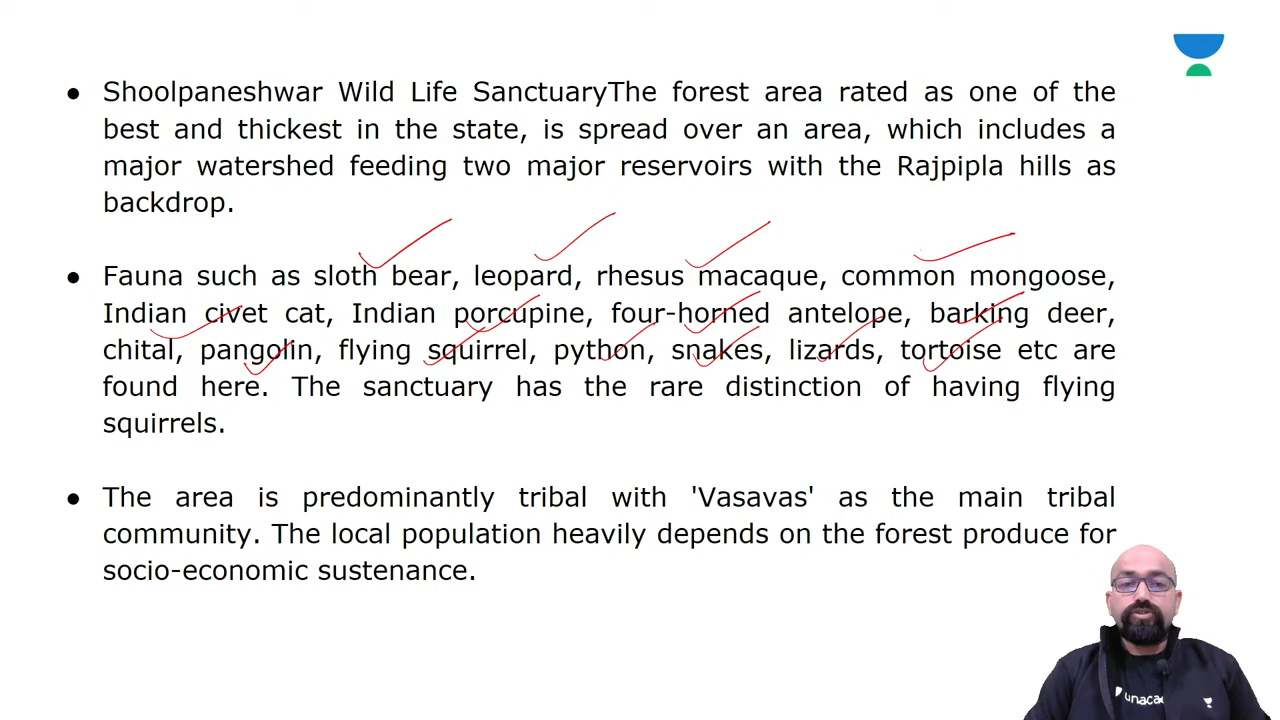 ● Shoolpaneshwar Wild Life SanctuaryThe forest area rated as one of the
best and thickest in the state, is spread over an area, which includes a
major watershed feeding two major reservoirs with the Rajpipla hills as
backdrop.
● Fauna such as sloth bear, leopard, rhesus macaque, common mongoose,
Indian civet cat, Indian porcupine, four-horned antelope, barking deer,
chital, pangolin, flying squirrel, python, snakes, lizards, tortoise etc are
found here. The sanctuary has the rare distinction of having flying
squirrels.
● The area is predominantly tribal with 'Vasavas' as the main tribal
community. The local population heavily depends on the forest produce for
socio-economic sustenance.